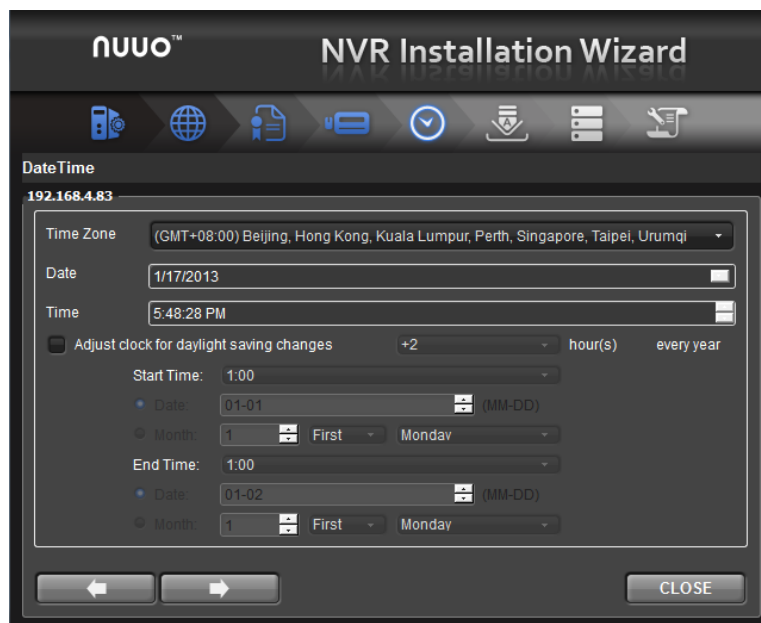 nuuo™
NVR Installation Wizard
DateTime
192.168.4.83
Time Zone (GMT+08:00) Beijing, Hong Kong, Kuala Lumpur, Perth, Singapore, Taipei, Urumqi
Date 1/17/2013
Time 5:48:28 PM
Adjust clock for daylight saving changes +2 hour(s) every year
Start Time: 1:00
Date: 01-01 (MM-DD)
Month: 1 First Monday
End Time: 1:00
Date: 01-02 (MM-DD)
Month: 1 First Monday
CLOSE